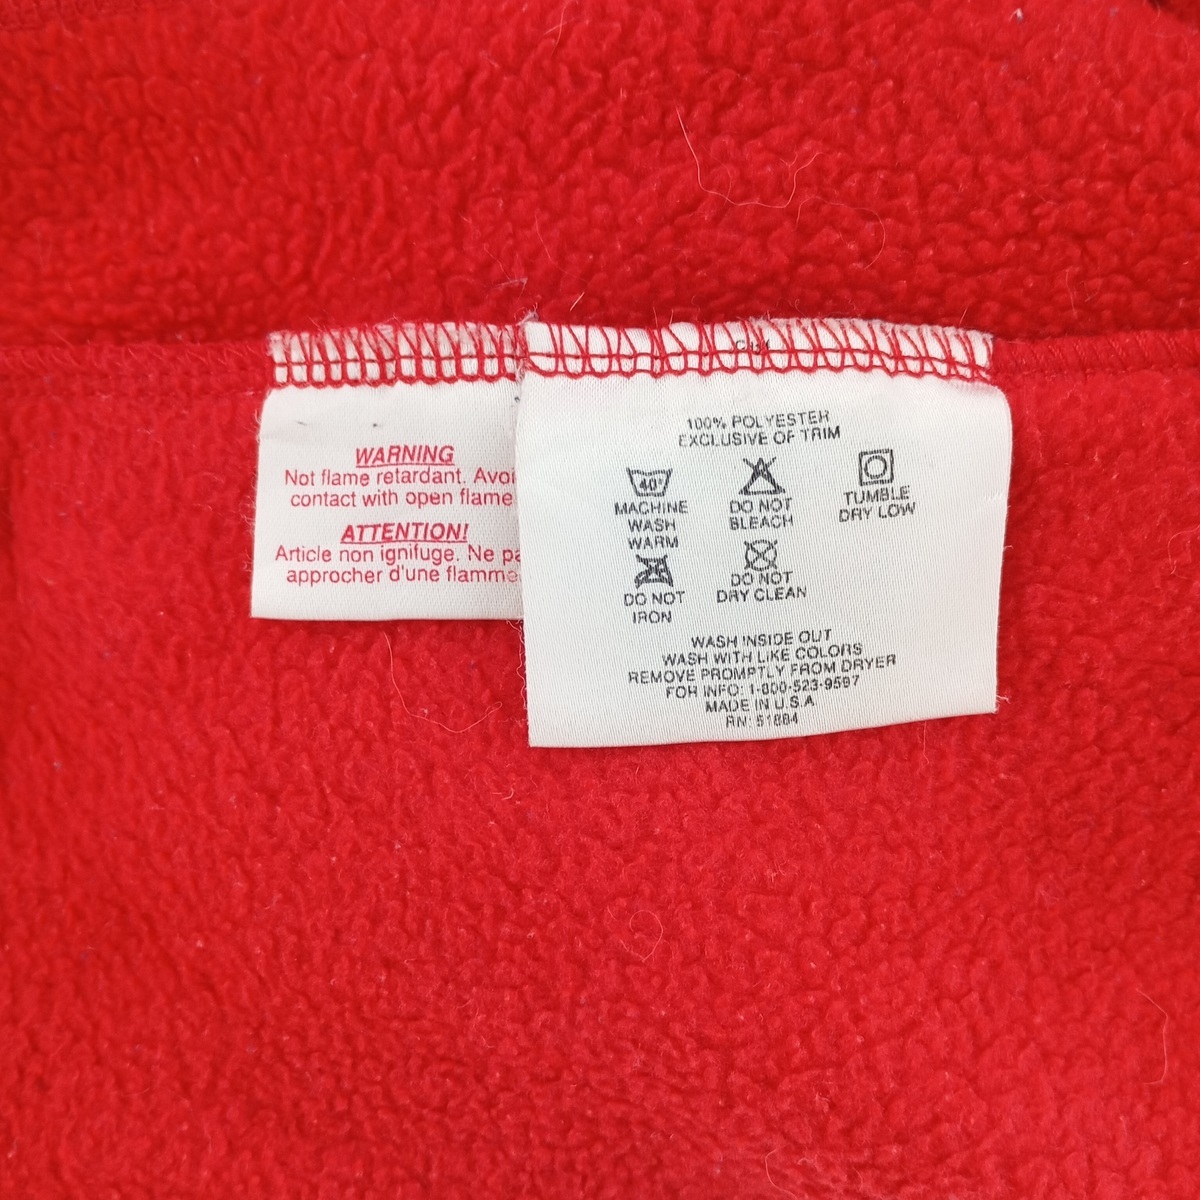 WARNING
Not flame retardant.
contact with open flame
ATTENTION!
Article non ignifuge. Ne
approcher d'une flamme
100% POLYESTER
EXCLUSIVE OF TRIM
40°
MACHINE
WASH
WARM
DO NOT
BLEACH
TUMBLE
DRY LOW
DO NOT
IRON
DO NOT
DRY CLEAN
WASH INSIDE OUT
WASH WITH LIKE COLORS
REMOVE PROMPTLY FROM DRYER
FOR INFO: 1-800-523-9597
MADE IN U.S.A
RN: 51884